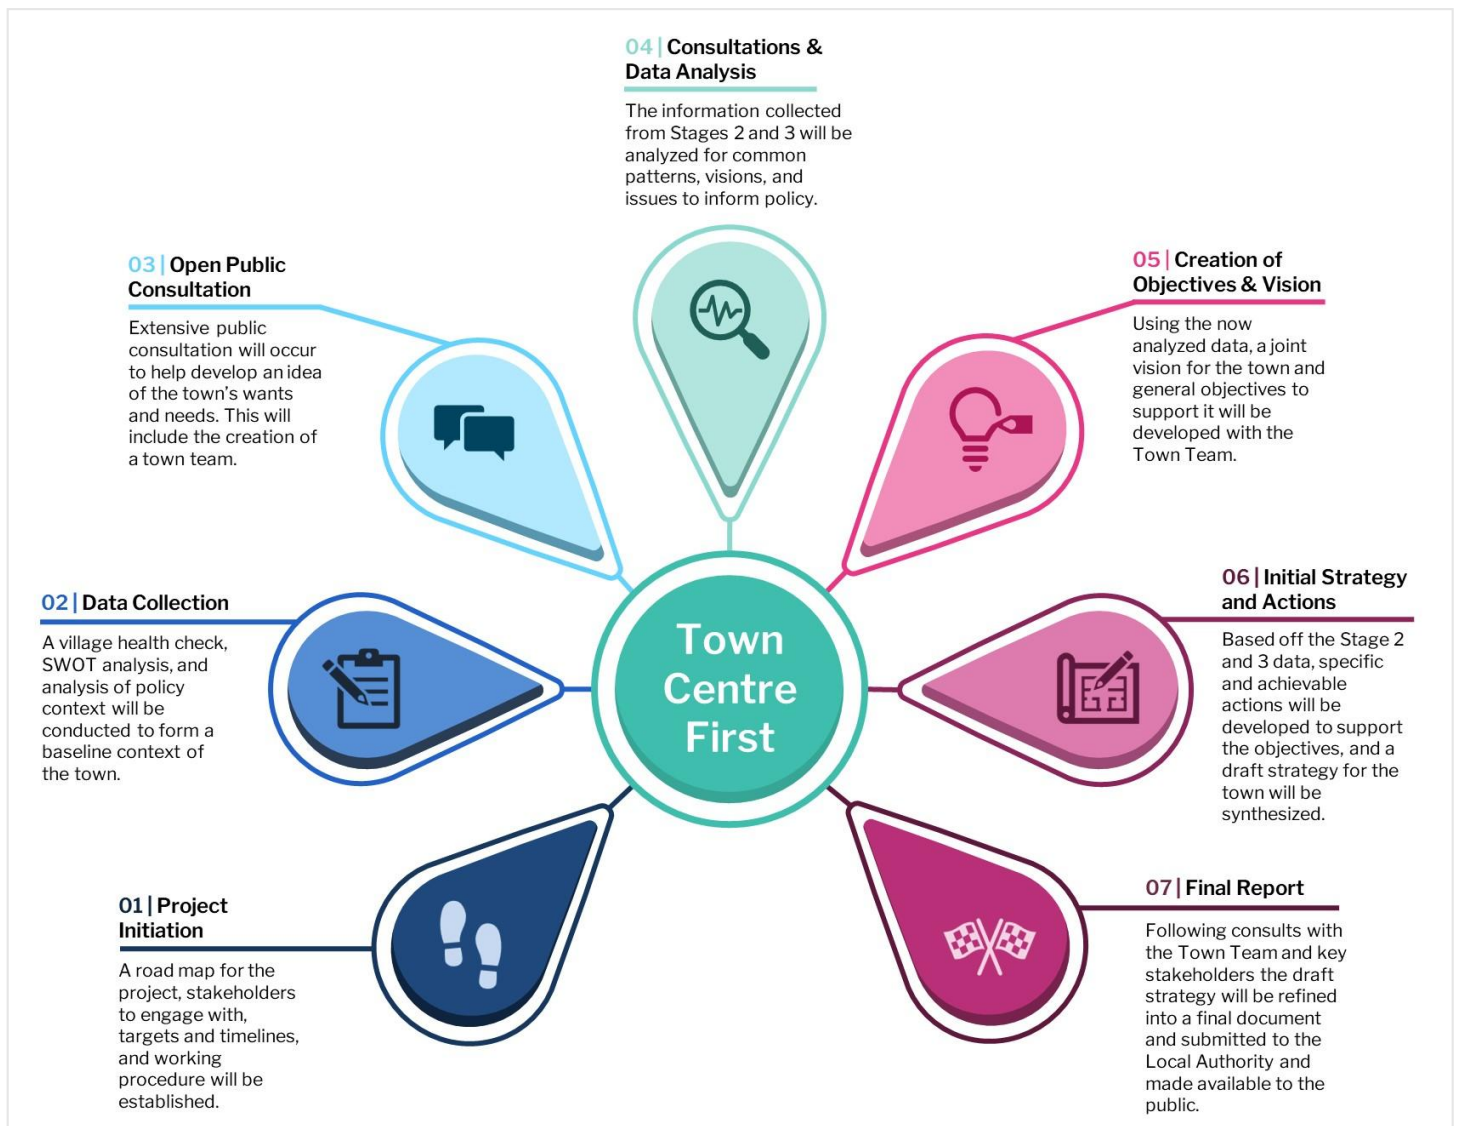 04| Consultations &
Data Analysis
The information collected
from Stages 2 and 3 will be
analyzed for common
patterns, visions, and
issues to inform policy.
03| Open Public
Consultation
Extensive public
consultation will occur
to help develop an idea
of the town's wants
and needs. This will
include the creation of
a town team.
05| Creation of
Objectives & Vision
Using the now
analyzed data, a joint
vision for the town and
general objectives to
support it will be
developed with the
Town Team.
02| Data Collection
A village health check,
SWOT analysis, and
analysis of policy
context will be
conducted to form a
baseline context of
the town.
Town
Centre
First
06| Initial Strategy
and Actions
Based off the Stage 2
and 3 data, specific
and achievable
actions will be
developed to support
the objectives, and a
draft strategy for the
town will be
synthesized.
01| Project
Initiation
A road map for the
project, stakeholders
to engage with,
targets and timelines,
and working
procedure will be
established.
07| Final Report
Following consults with
the Town Team and key
stakeholders the draft
strategy will be refined
into a final document
and submitted to the
Local Authority and
made available to the
public.